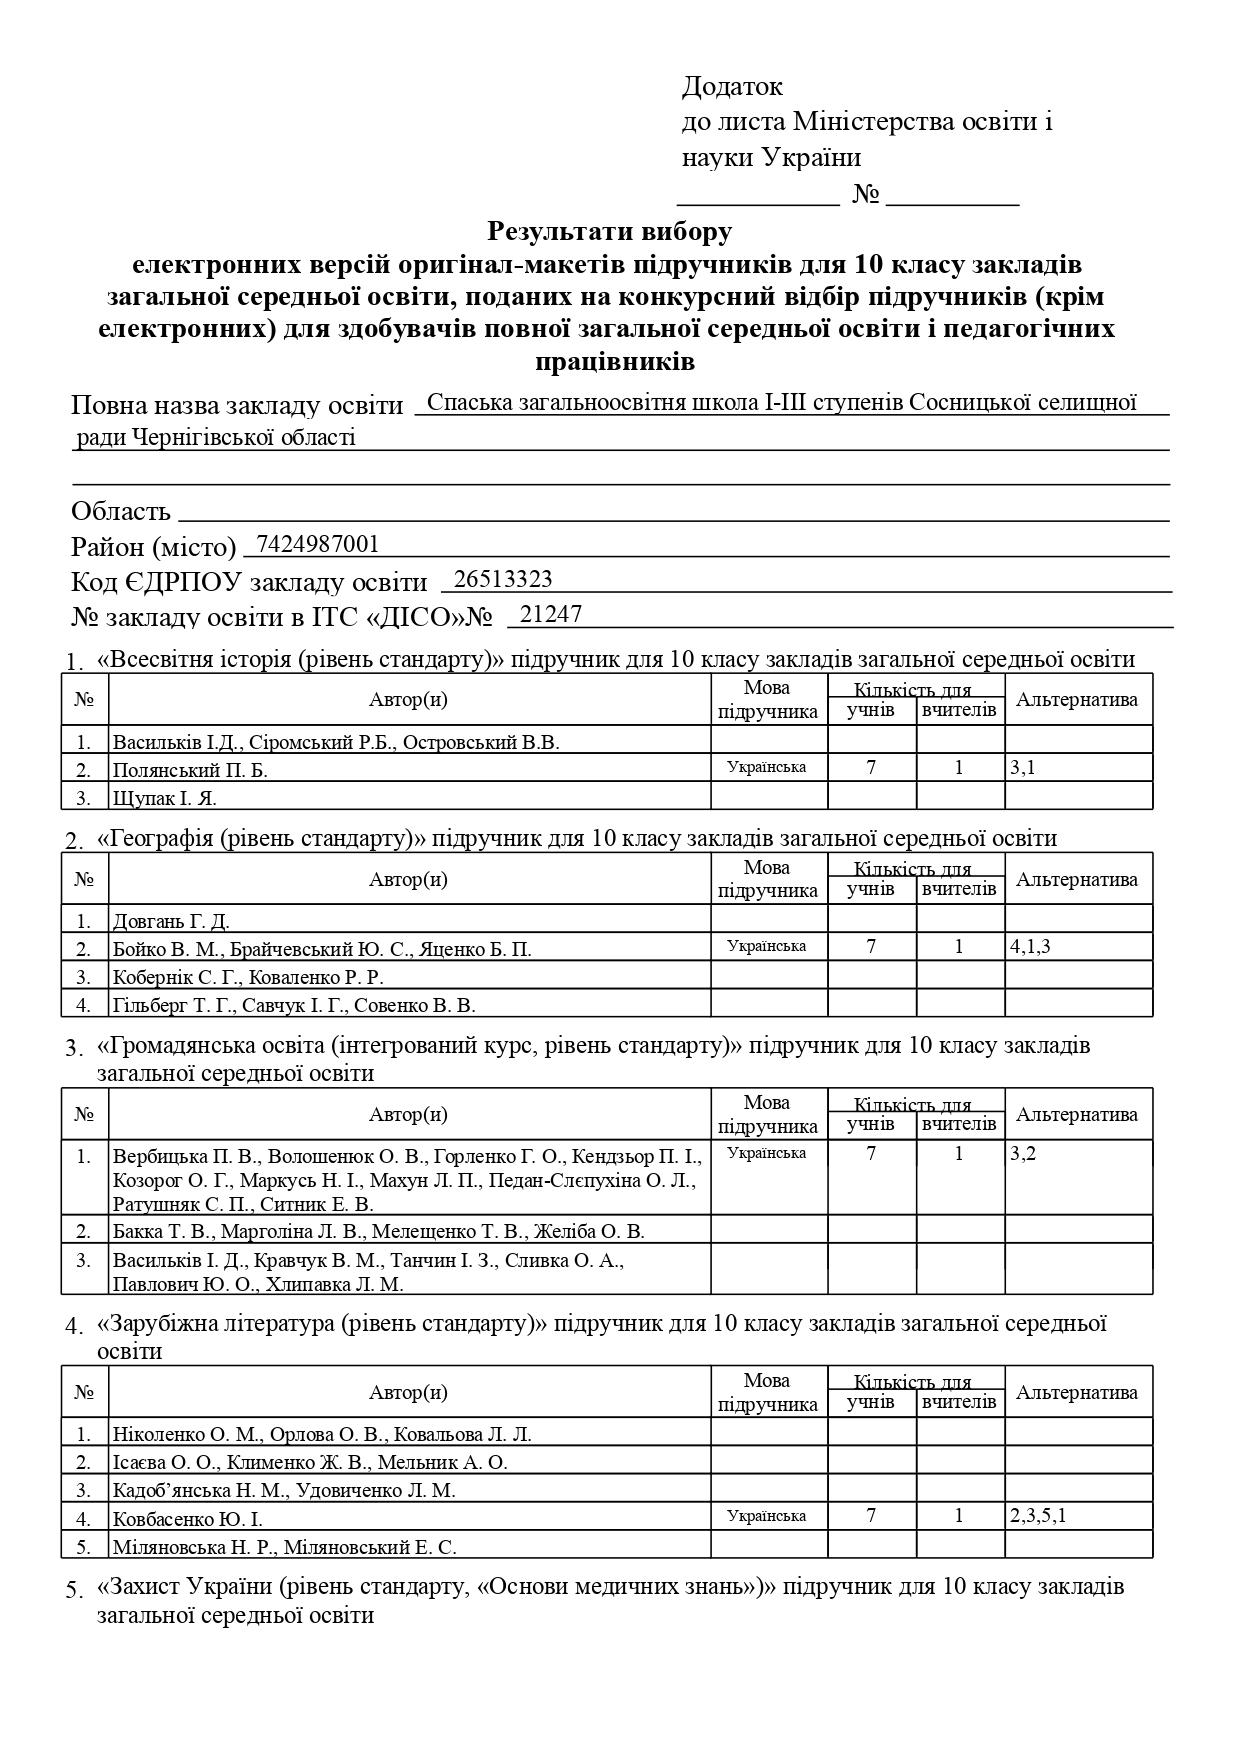 Додаток
до листа Міністерства освіти і
науки України
____________ № __________
Результати вибору
електронних версій оригінал-макетів підручників для 10 класу закладів
загальної середньої освіти, поданих на конкурсний відбір підручників (крім
електронних) для здобувачів повної загальної середньої освіти і педагогічних
працівників
Повна назва закладу освіти Спаська загальноосвітня школа І-ІІІ ступенів Сосницької селищної
ради Чернігівської області
Область
Район (місто) 7424987001
Код ЄДРПОУ закладу освіти 26513323
№ закладу освіти в ІТС «ДІСО»№ 21247
1. «Всесвітня історія (рівень стандарту)» підручник для 10 класу закладів загальної середньої освіти
№ Автор(и) Мова підручника Кількість для учнів вчителів Альтернатива
1. Васильків І.Д., Сіромський Р.Б., Островський В.В.
2. Полянський П. Б. Українська 7 1 3,1
3. Щупак І. Я.
2. «Географія (рівень стандарту)» підручник для 10 класу закладів загальної середньої освіти
№ Автор(и) Мова підручника Кількість для учнів вчителів Альтернатива
1. Довгань Г. Д.
2. Бойко В. М., Брайчевський Ю. С., Яценко Б. П. Українська 7 1 4,1,3
3. Кобернік С. Г., Коваленко Р. Р.
4. Гільберг Т. Г., Савчук І. Г., Совенко В. В.
3. «Громадянська освіта (інтегрований курс, рівень стандарту)» підручник для 10 класу закладів
загальної середньої освіти
№ Автор(и) Мова підручника Кількість для учнів вчителів Альтернатива
1. Вербицька П. В., Волошенюк О. В., Горленко Г. О., Кендзьор П. І., Українська 7 1 3,2
Козорог О. Г., Маркусь Н. І., Махун Л. П., Педан-Слєпухіна О. Л.,
Ратушняк С. П., Ситник Е. В.
2. Бакка Т. В., Марголіна Л. В., Мелещенко Т. В., Желіба О. В.
3. Васильків І. Д., Кравчук В. М., Танчин І. З., Сливка О. А.,
Павлович Ю. О., Хлипавка Л. М.
4. «Зарубіжна література (рівень стандарту)» підручник для 10 класу закладів загальної середньої
освіти
№ Автор(и) Мова підручника Кількість для учнів вчителів Альтернатива
1. Ніколенко О. М., Орлова О. В., Ковальова Л. Л.
2. Ісаєва О. О., Клименко Ж. В., Мельник А. О.
3. Кадоб’янська Н. М., Удовиченко Л. М.
4. Ковбасенко Ю. І. Українська 7 1 2,3,5,1
5. Міляновська Н. Р., Міляновський Е. С.
5. «Захист України (рівень стандарту, «Основи медичних знань»)» підручник для 10 класу закладів
загальної середньої освіти